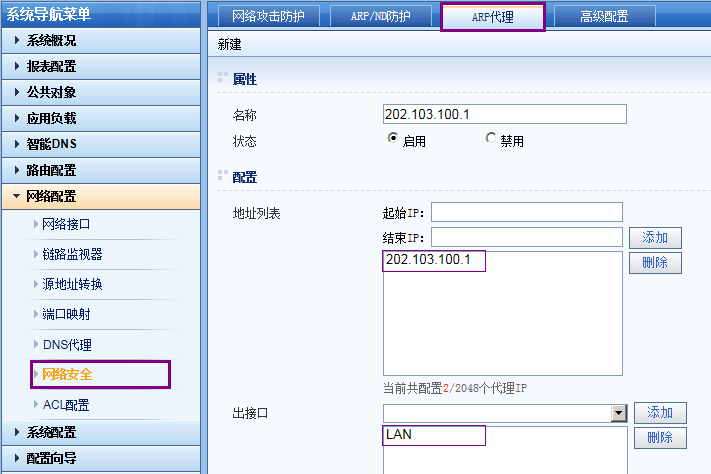 系统导航菜单
系统概况
报表配置
公共对象
应用负载
智能DNS
路由配置
网络配置
网络接口
链路监视器
源地址转换
端口映射
DNS代理
网络安全
ACL配置
系统配置
配置向导
网络攻击防护 ARP/ND防护 ARP代理 高级配置
新建
属性
名称 202.103.100.1
状态 启用 禁用
配置
地址列表 起始IP:
结束IP: 添加
202.103.100.1 删除
当前共配置2/2048个代理IP
出接口 添加
LAN 删除